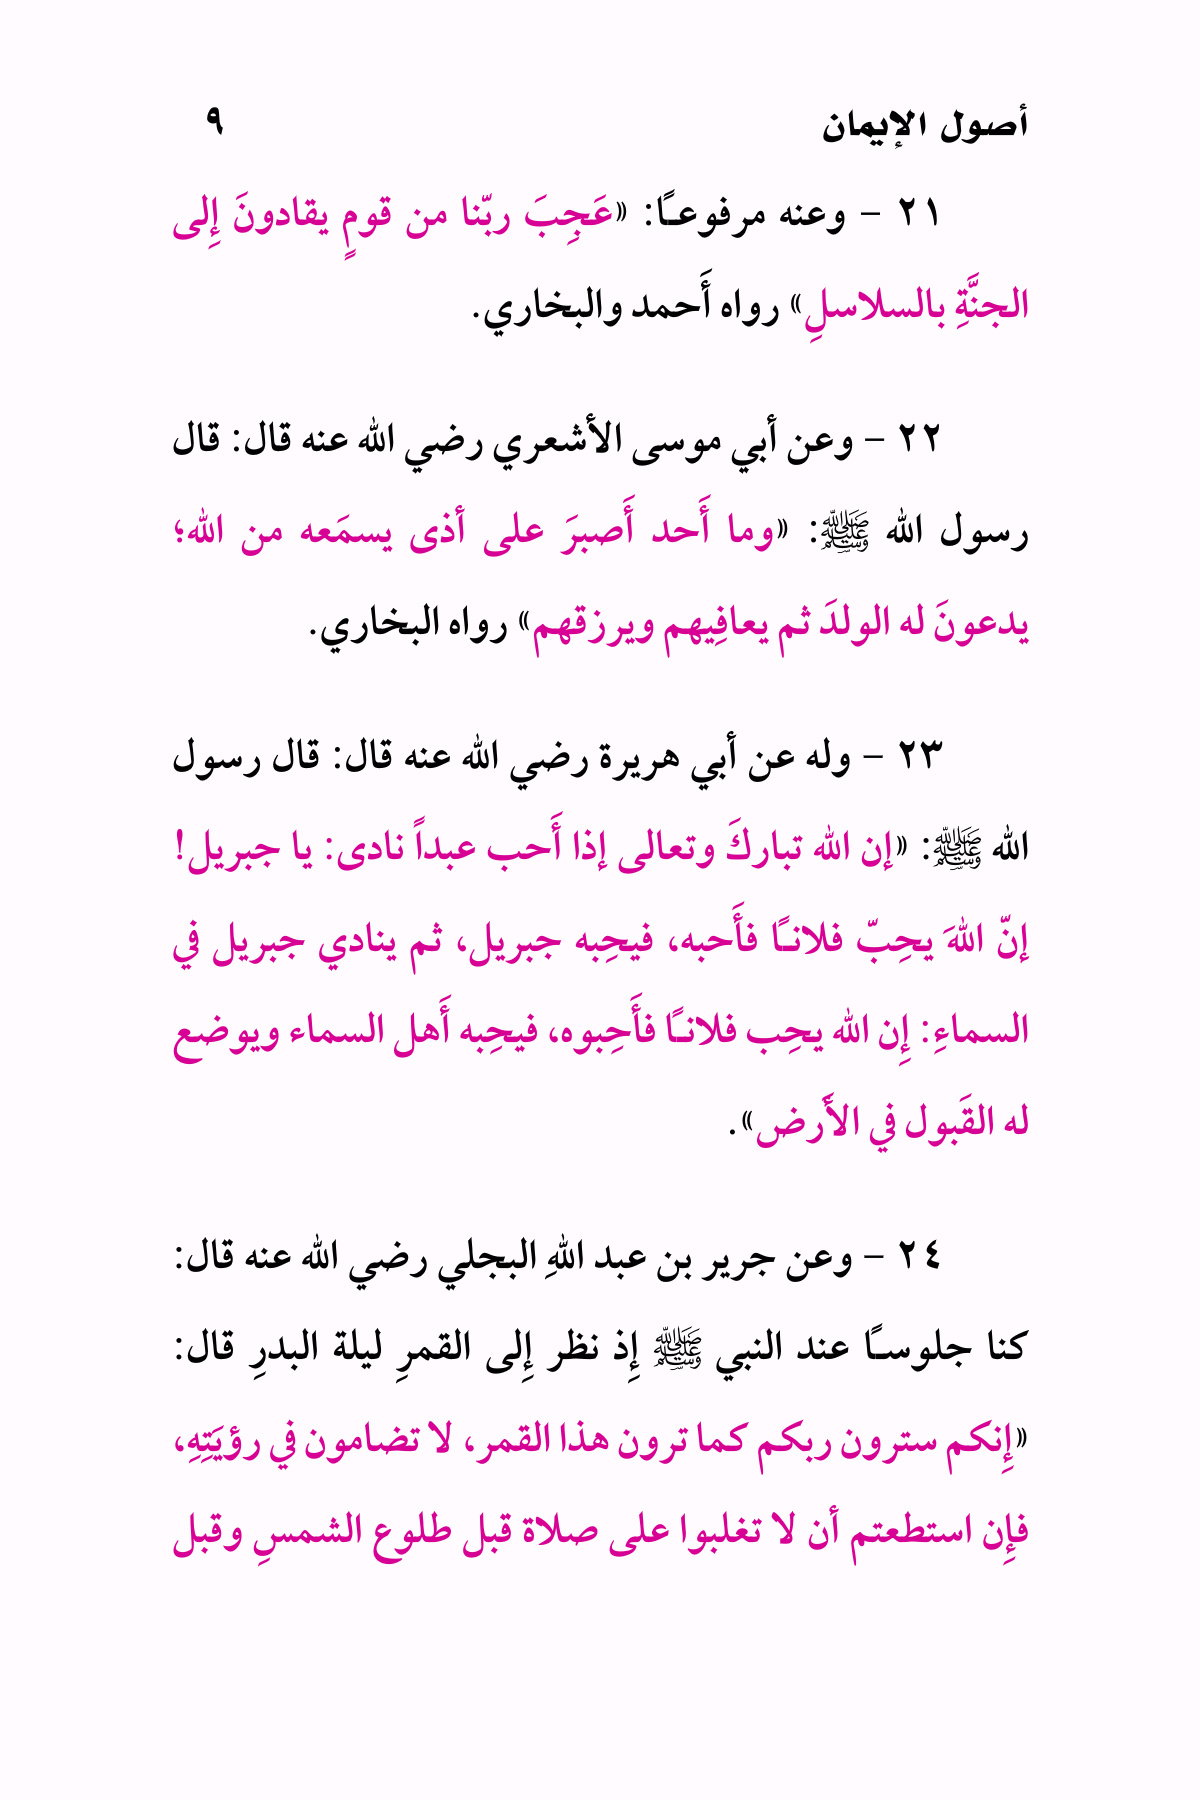 أصول الإيمان ٩
٢١ – وعنه مرفوعـًا: «عَجِبَ ربّنا من قومٍ يقادونَ إِلى
الجنَّةِ بالسلاسلِ» رواه أَحمد والبخاري.
٢٢ – وعن أبي موسى الأشعري رضي الله عنه قال: قال
رسول الله ﷺ: «وما أَحد أَصبرَ على أذى يسمَعه من الله؛
يدعونَ له الولدَ ثم يعافِيهم ويرزقهم» رواه البخاري.
٢٣ – وله عن أبي هريرة رضي الله عنه قال: قال رسول
الله ﷺ: «إن الله تباركَ وتعالى إذا أَحب عبداً نادى: يا جبريل!
إنّ اللهَ يحِبّ فلانـًا فأَحبه، فيحِبه جبريل، ثم ينادي جبريل في
السماءِ: إِن الله يحِب فلانـًا فأَحِبوه، فيحِبه أَهل السماء ويوضع
له القَبول في الأَرض».
٢٤ – وعن جرير بن عبد اللهِ البجلي رضي الله عنه قال:
كنا جلوسـًا عند النبي ﷺ إِذ نظر إِلى القمرِ ليلة البدرِ قال:
«إِنكم سترون ربكم كما ترون هذا القمر، لا تضامون في رؤيَتِهِ،
فإِن استطعتم أن لا تغلبوا على صلاة قبل طلوع الشمسِ وقبل